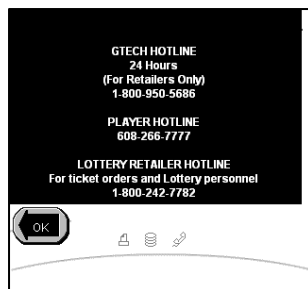 GTECH HOTLINE
24 Hours
(For Retailers Only)
1-800-950-5686
PLAYER HOTLINE
608-266-7777
LOTTERY RETAILER HOTLINE
For ticket orders and Lottery personnel
1-800-242-7782
OK